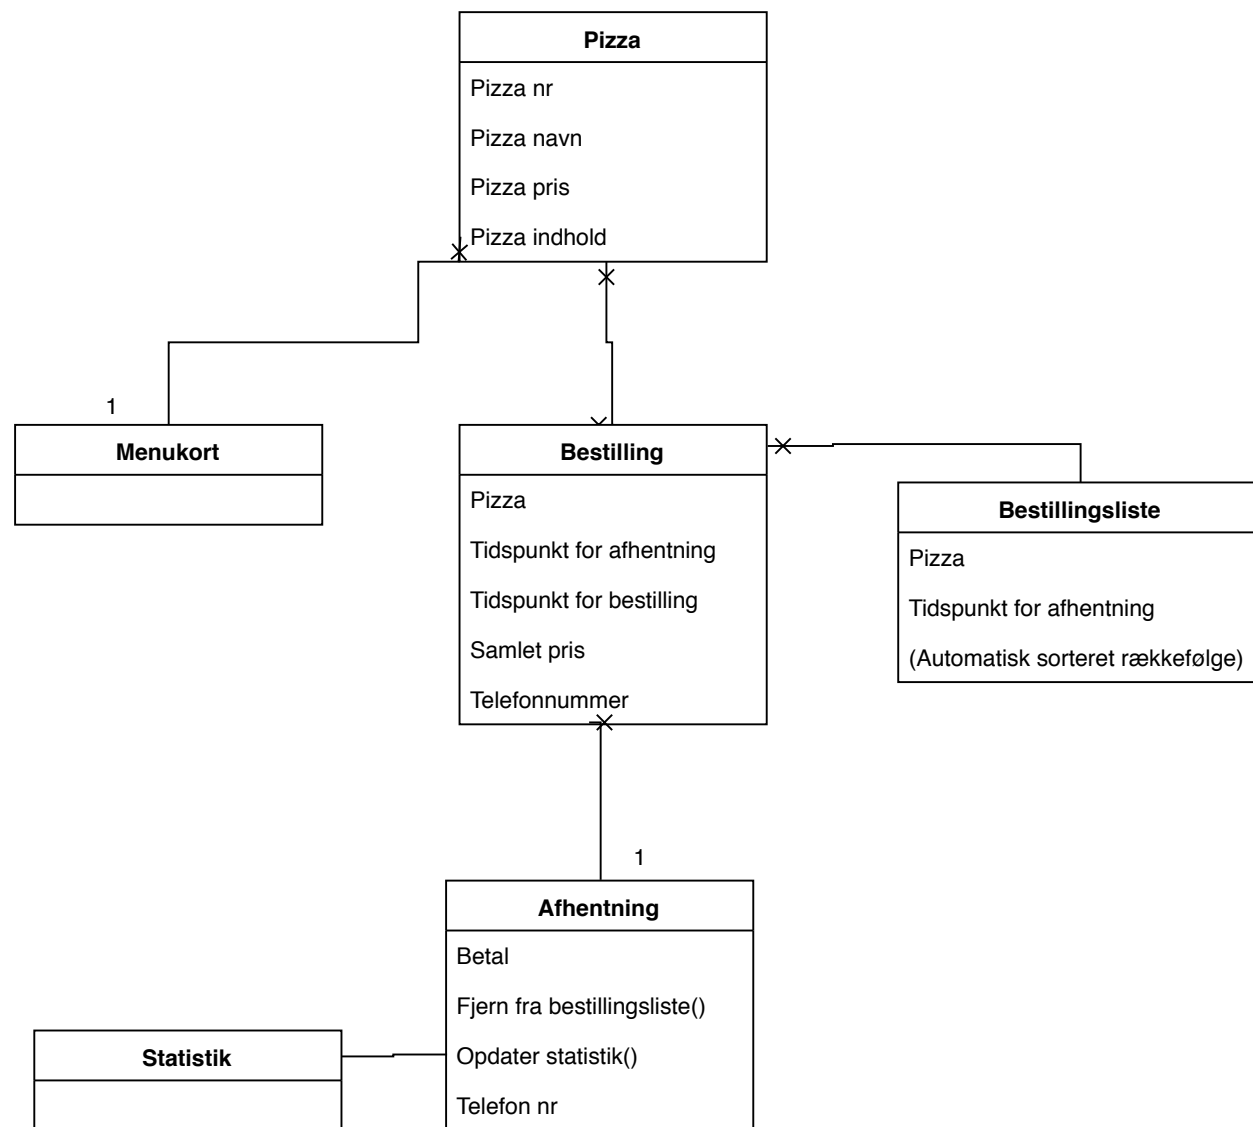 Pizza
Pizza nr
Pizza navn
Pizza pris
Pizza indhold
1
Menukort
Bestilling
Pizza
Tidspunkt for afhentning
Tidspunkt for bestilling
Samlet pris
Telefonnummer
Bestillingsliste
Pizza
Tidspunkt for afhentning
(Automatisk sorteret rækkefølge)
1
Afhentning
Betal
Fjern fra bestillingsliste()
Opdater statistik()
Telefon nr
Statistik